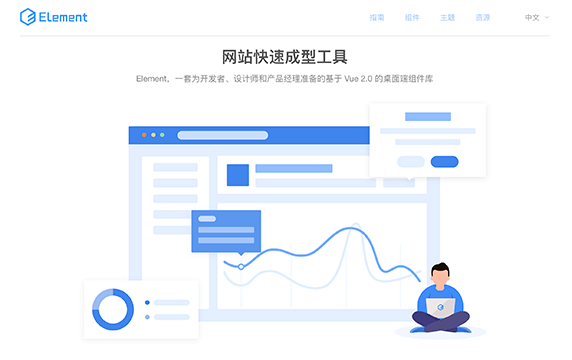 Element
指南 组件 主题 资源 中文
网站快速成型工具
Element，一套为开发者、设计师和产品经理准备的基于 Vue 2.0 的桌面端组件库